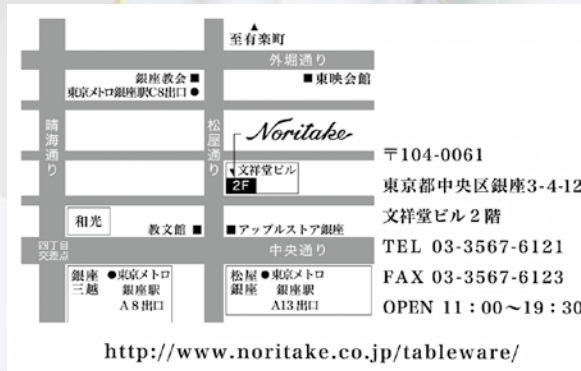 至有楽町
外堀通り
銀座教会■
■東映会館
東京メトロ銀座駅C8出口●
晴海通り
松屋通り
Noritake
文祥堂ビル
2F
〒104-0061
東京都中央区銀座3-4-12
文祥堂ビル2階
TEL 03-3567-6121
FAX 03-3567-6123
OPEN 11:00〜19:30
和光
教文館■
■アップルストア銀座
四丁目
交差点
中央通り
銀座
三越
●東京メトロ
銀座駅
A8出口
松屋
銀座
●東京メトロ
銀座駅
A13出口
http://www.noritake.co.jp/tableware/